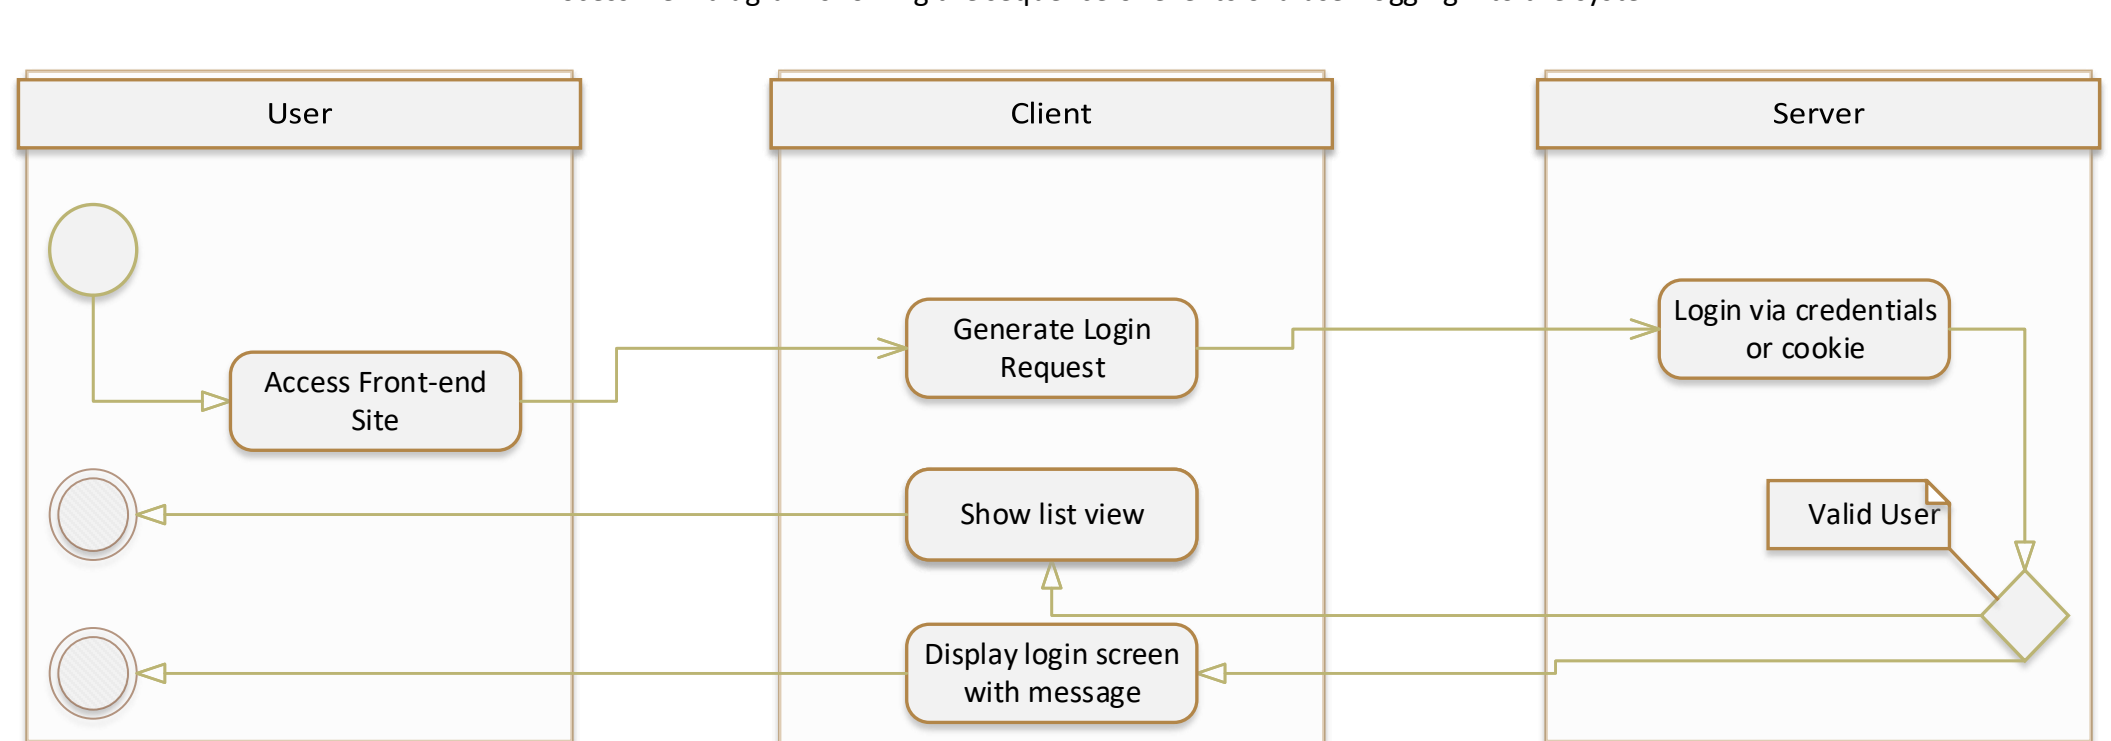 User
Client
Server
Access Front-end
Site
Generate Login
Request
Login via credentials
or cookie
Show list view
Valid User
Display login screen
with message